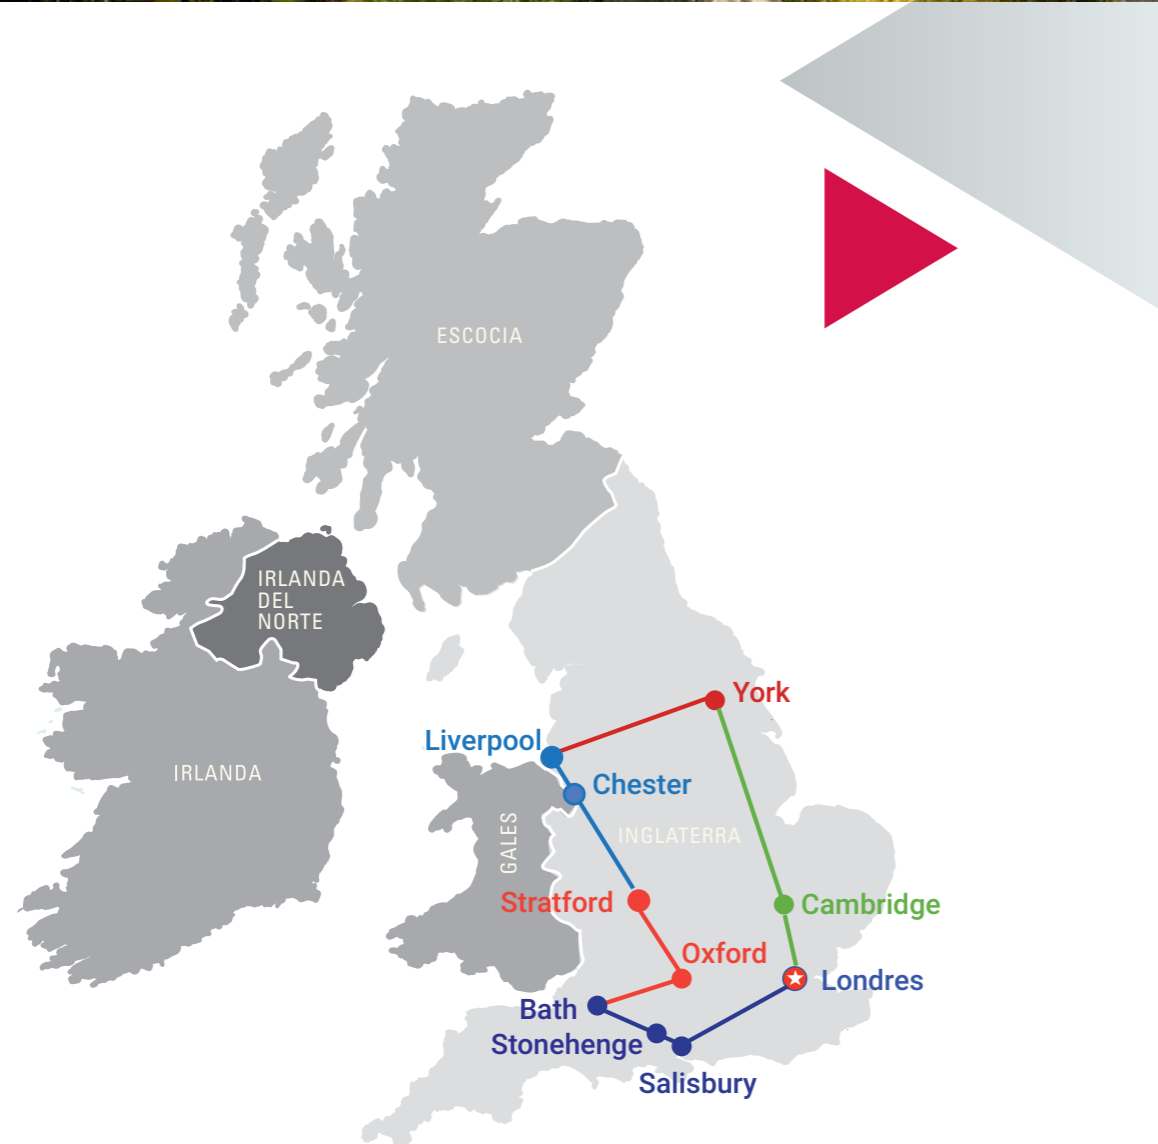 ESCOCIA
IRLANDA
DEL
NORTE
York
Liverpool
IRLANDA
Chester
GALES
INGLATERRA
Stratford
Cambridge
Oxford
Londres
Bath
Stonehenge
Salisbury